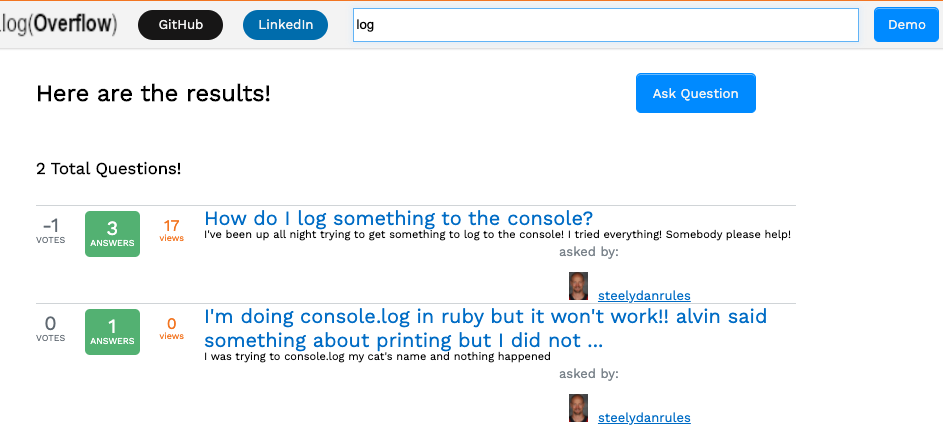 .log(Overflow)
GitHub
LinkedIn
log
Demo
Here are the results!
Ask Question
2 Total Questions!
-1
VOTES
3
ANSWERS
17
views
How do I log something to the console?
I've been up all night trying to get something to log to the console! I tried everything! Somebody please help!
asked by:
steelydanrules
0
VOTES
1
ANSWERS
0
views
I'm doing console.log in ruby but it won't work!! alvin said
something about printing but I did not ...
I was trying to console.log my cat's name and nothing happened
asked by:
steelydanrules